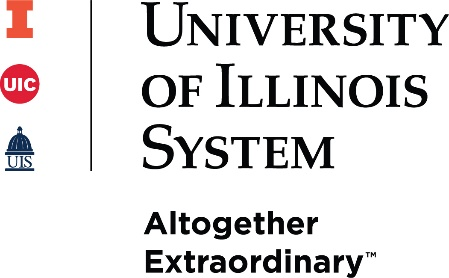 I
UIC
UIS
UNIVERSITY
OF ILLINOIS
SYSTEM
Altogether
Extraordinary™